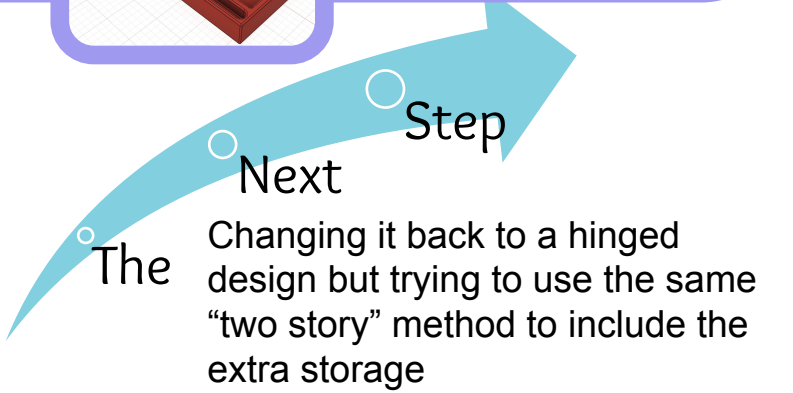 The
Next
Step
Changing it back to a hinged
design but trying to use the same
“two story” method to include the
extra storage